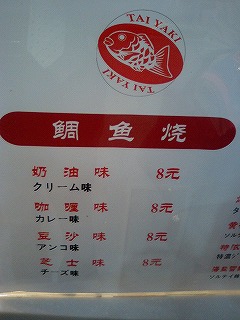 TAI YAKI
TAI YAKI
鯛鱼烧
奶油味 8元
クリーム味
咖喱味 8元
カレー味
豆沙味 8元
アンコ味
芝士味 8元
チーズ味